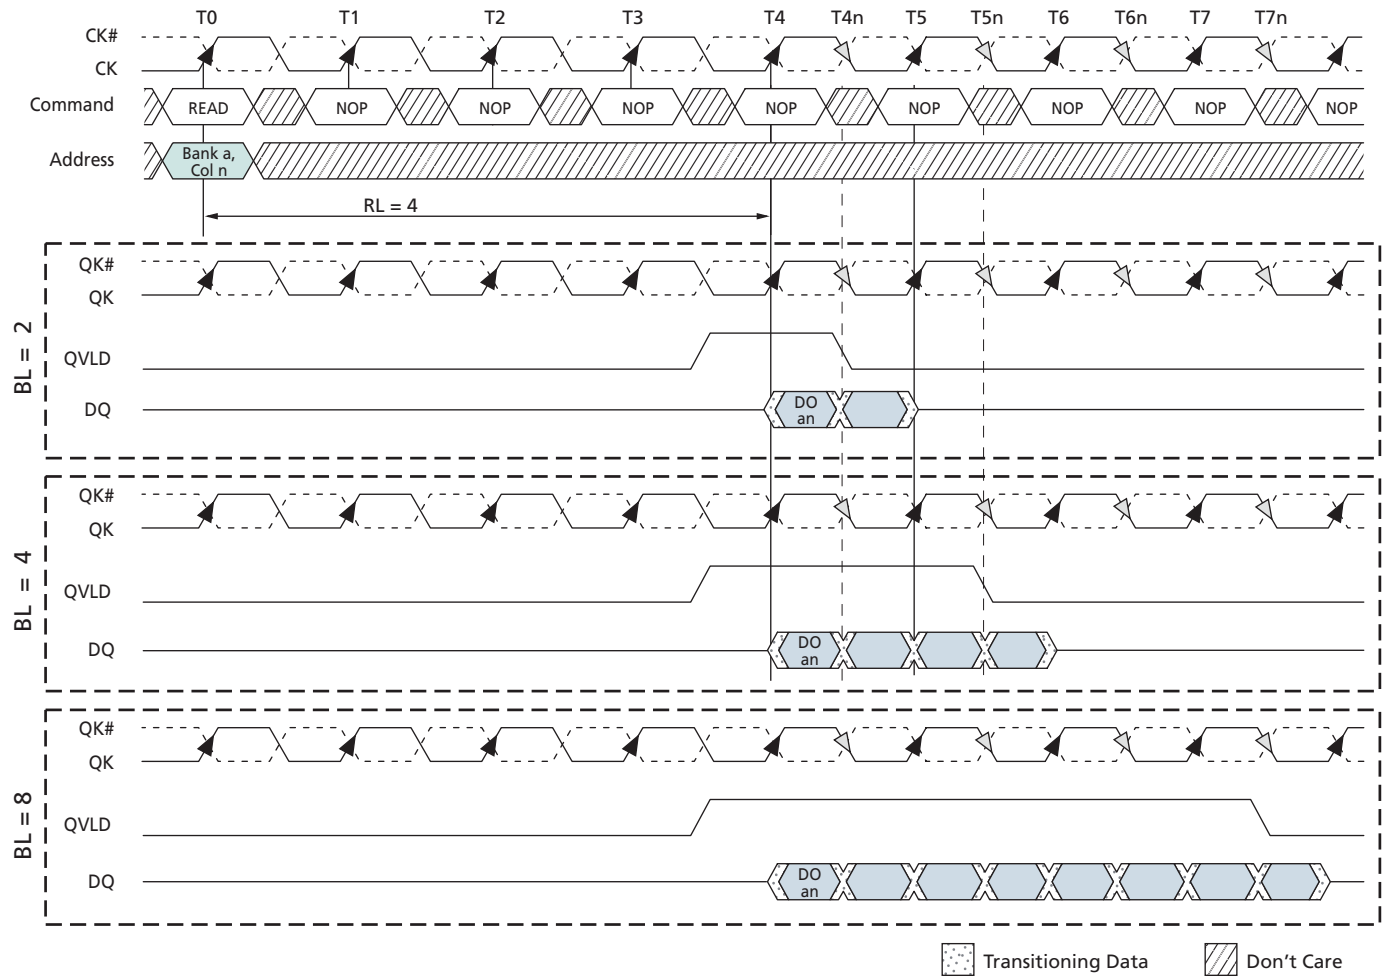 T0 T1 T2 T3 T4 T4n T5 T5n T6 T6n T7 T7n
CK#
CK
Command READ NOP NOP NOP NOP NOP NOP NOP NOP
Address Bank a,
Col n
RL = 4
BL = 2
QK#
QK
QVLD
DQ DO
an
BL = 4
QK#
QK
QVLD
DQ DO
an
BL = 8
QK#
QK
QVLD
DQ DO
an
Transitioning Data Don't Care